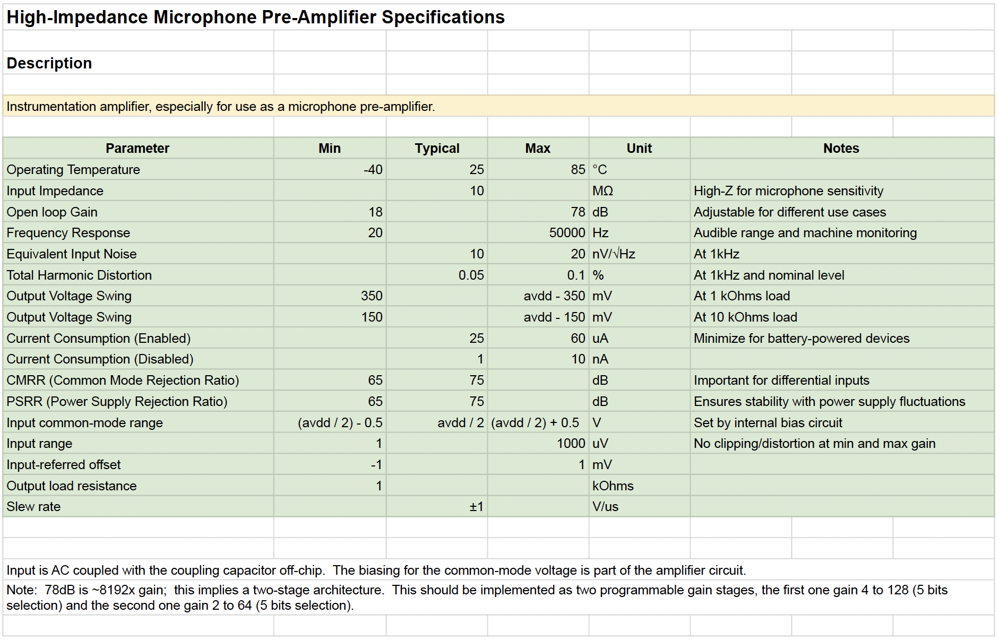 High-Impedance Microphone Pre-Amplifier Specifications
Description
Instrumentation amplifier, especially for use as a microphone pre-amplifier.
Parameter Min Typical Max Unit Notes
Operating Temperature -40 25 85 °C
Input Impedance 10 MΩ High-Z for microphone sensitivity
Open loop Gain 18 78 dB Adjustable for different use cases
Frequency Response 20 50000 Hz Audible range and machine monitoring
Equivalent Input Noise 10 20 nV/√Hz At 1kHz
Total Harmonic Distortion 0.05 0.1 % At 1kHz and nominal level
Output Voltage Swing 350 avdd - 350 mV At 1 kOhms load
Output Voltage Swing 150 avdd - 150 mV At 10 kOhms load
Current Consumption (Enabled) 25 60 uA Minimize for battery-powered devices
Current Consumption (Disabled) 1 10 nA
CMRR (Common Mode Rejection Ratio) 65 75 dB Important for differential inputs
PSRR (Power Supply Rejection Ratio) 65 75 dB Ensures stability with power supply fluctuations
Input common-mode range (avdd / 2) - 0.5 avdd / 2 (avdd / 2) + 0.5 V Set by internal bias circuit
Input range 1 1000 uV No clipping/distortion at min and max gain
Input-referred offset -1 1 mV
Output load resistance 1 kOhms
Slew rate ±1 V/us
Input is AC coupled with the coupling capacitor off-chip.  The biasing for the common-mode voltage is part of the amplifier circuit.
Note:  78dB is ~8192x gain;  this implies a two-stage architecture.  This should be implemented as two programmable gain stages, the first one gain 4 to 128 (5 bits
selection) and the second one gain 2 to 64 (5 bits selection).